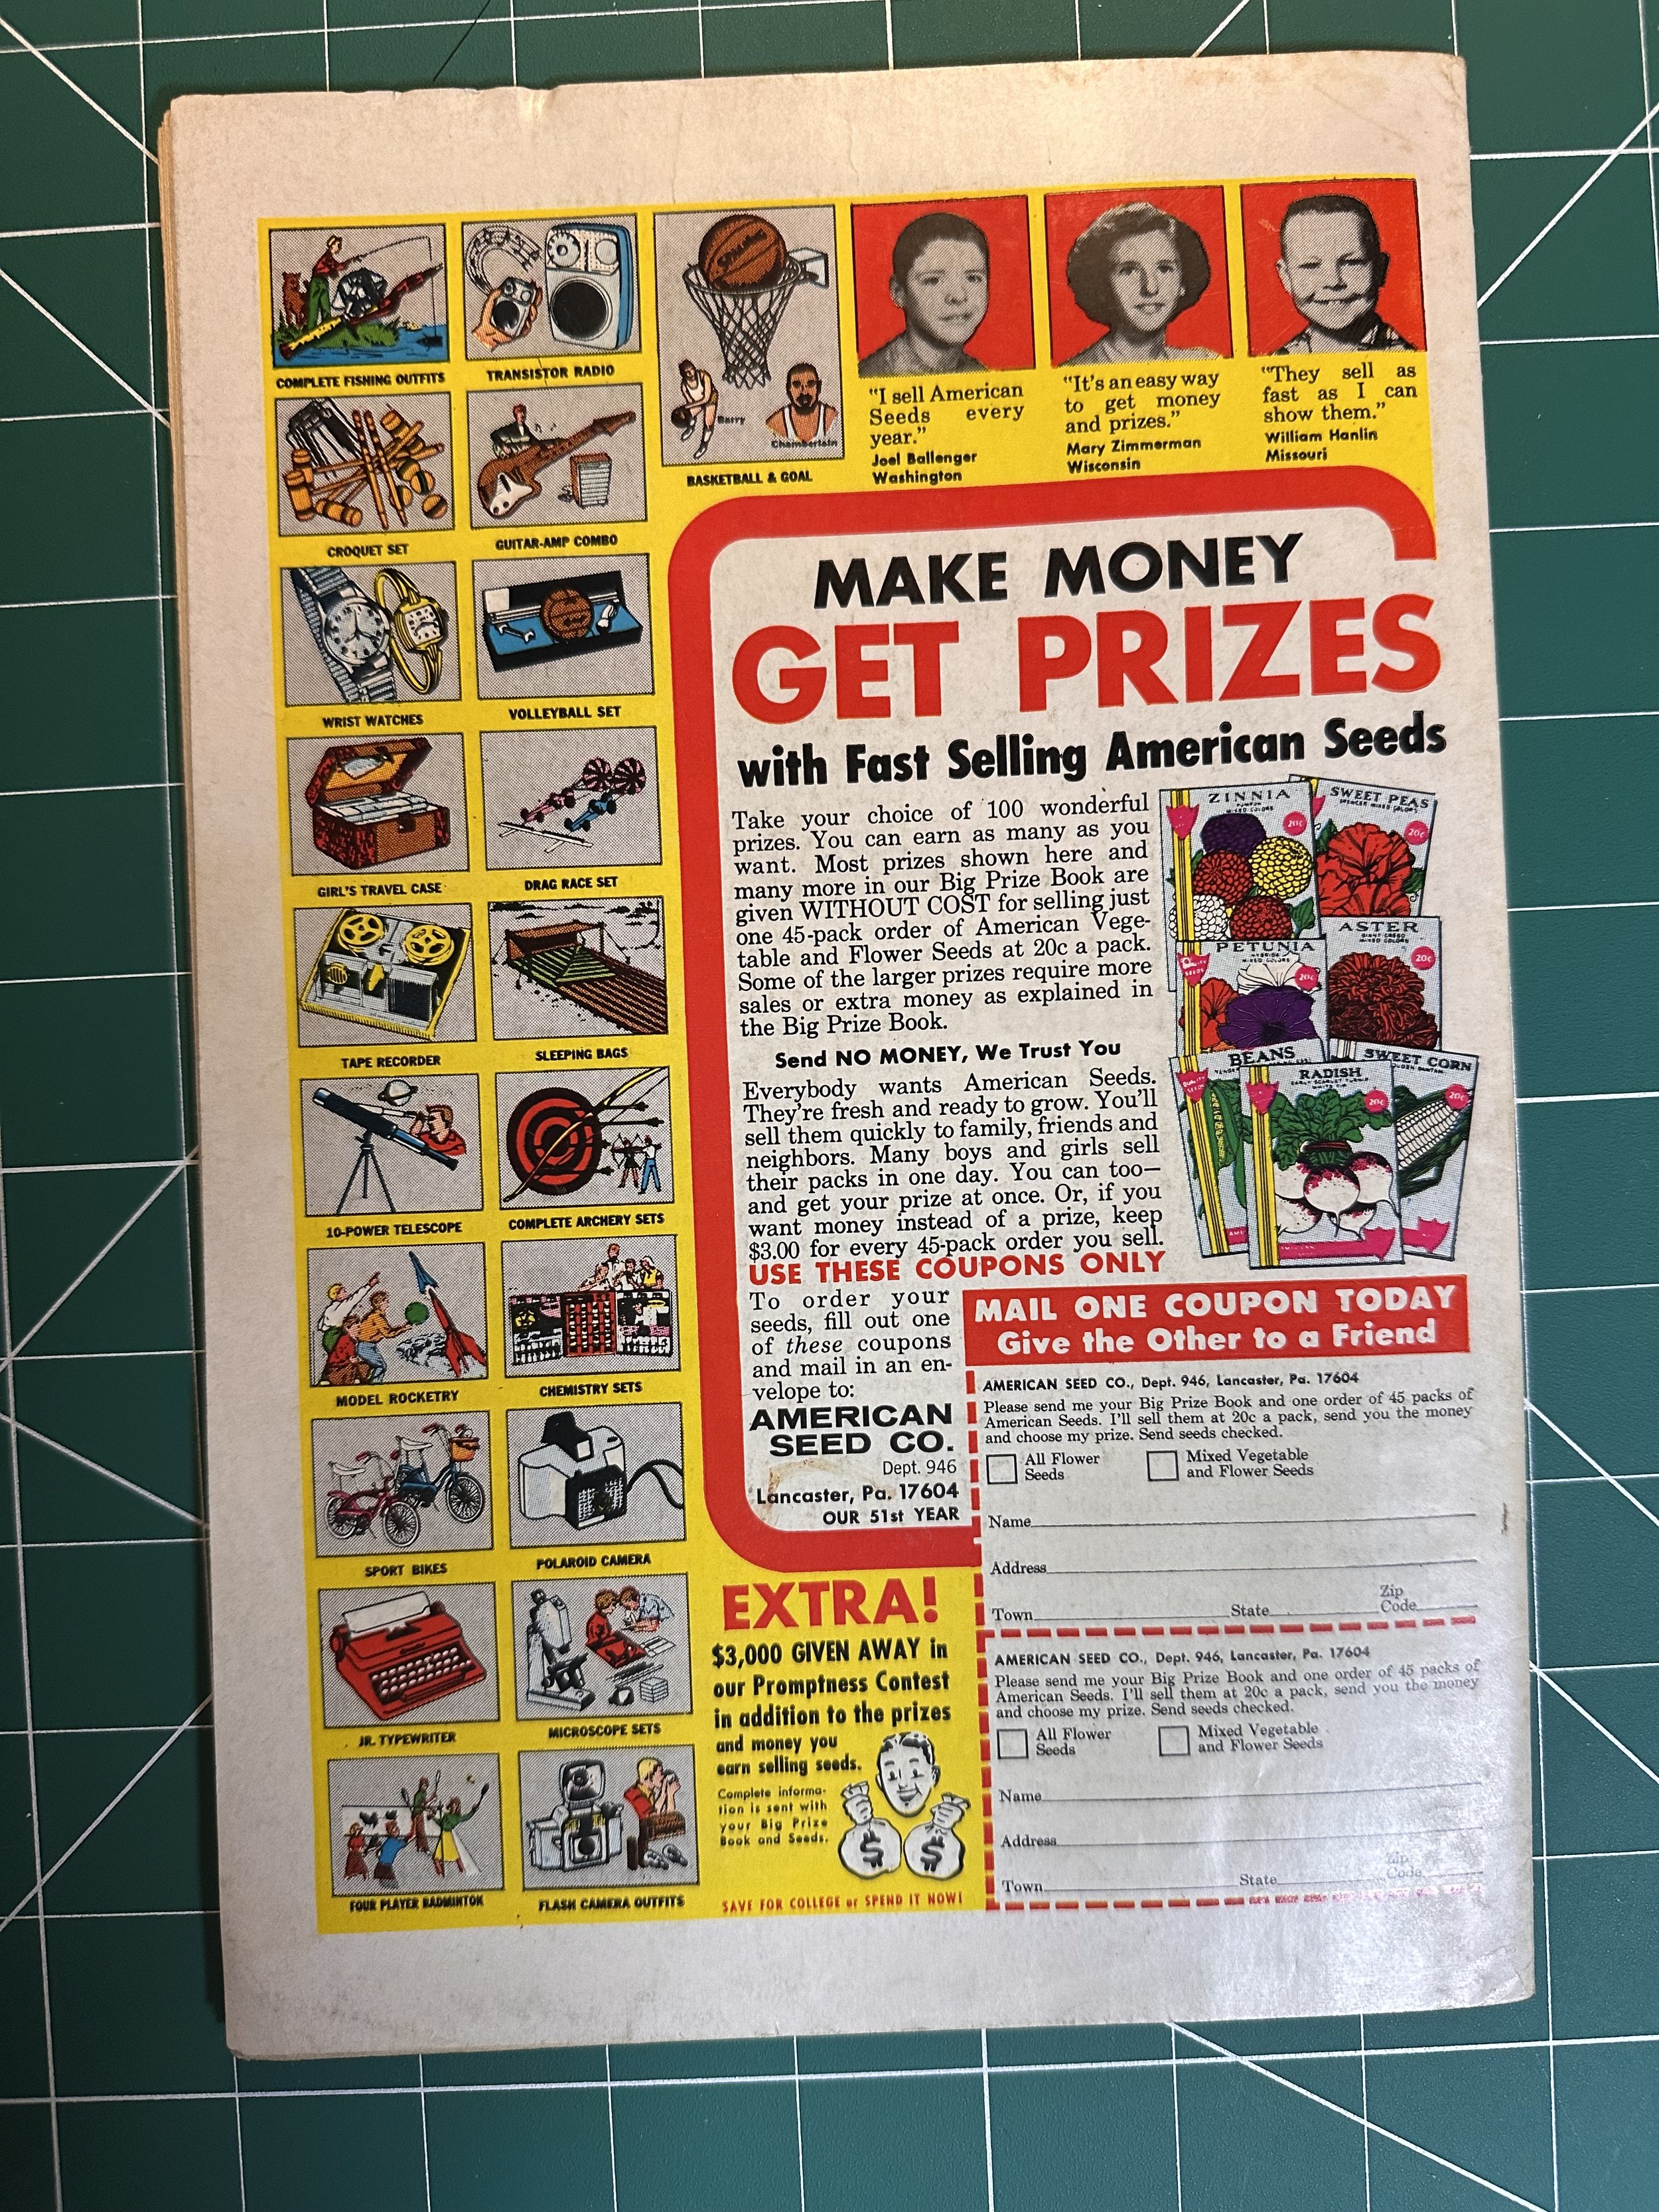 COMPLETE FISHING OUTFITS
TRANSISTOR RADIO
SPALDING
Barry
Chamberlain
BASKETBALL & GOAL
CROQUET SET
GUITAR-AMP COMBO
WRIST WATCHES
VOLLEYBALL SET
GIRL'S TRAVEL CASE
DRAG RACE SET
TAPE RECORDER
SLEEPING BAGS
10-POWER TELESCOPE
COMPLETE ARCHERY SETS
MODEL ROCKETRY
CHEMISTRY SETS
SPORT BIKES
POLAROID CAMERA
JR. TYPEWRITER
MICROSCOPE SETS
FOUR PLAYER BADMINTON
FLASH CAMERA OUTFITS
"I sell American
Seeds every
year."
Joel Ballenger
Washington
"It's an easy way
to get money
and prizes."
Mary Zimmerman
Wisconsin
"They sell as
fast as I can
show them."
William Hanlin
Missouri
MAKE MONEY
GET PRIZES
with Fast Selling American Seeds
Take your choice of 100 wonderful
prizes. You can earn as many as you
want. Most prizes shown here and
many more in our Big Prize Book are
given WITHOUT COST for selling just
one 45-pack order of American Vege-
table and Flower Seeds at 20c a pack.
Some of the larger prizes require more
sales or extra money as explained in
the Big Prize Book.
Send NO MONEY, We Trust You
Everybody wants American Seeds.
They're fresh and ready to grow. You'll
sell them quickly to family, friends and
neighbors. Many boys and girls sell
their packs in one day. You can too—
and get your prize at once. Or, if you
want money instead of a prize, keep
$3.00 for every 45-pack order you sell.
USE THESE COUPONS ONLY
ZINNIA
MIXED COLORS
20c
SWEET PEAS
SPENCER MIXED COLORS
20c
PETUNIA
MIXED COLORS
20c
ASTER
MIXED COLORS
20c
BEANS
RADISH
20c
SWEET CORN
20c
To order your
seeds, fill out one
of these coupons
and mail in an en-
velope to:
AMERICAN
SEED CO.
Dept. 946
Lancaster, Pa. 17604
OUR 51st YEAR
MAIL ONE COUPON TODAY
Give the Other to a Friend
AMERICAN SEED CO., Dept. 946, Lancaster, Pa. 17604
Please send me your Big Prize Book and one order of 45 packs of
American Seeds. I'll sell them at 20c a pack, send you the money
and choose my prize. Send seeds checked.
All Flower
Seeds
Mixed Vegetable
and Flower Seeds
Name
Address
Town State Zip Code
AMERICAN SEED CO., Dept. 946, Lancaster, Pa. 17604
Please send me your Big Prize Book and one order of 45 packs of
American Seeds. I'll sell them at 20c a pack, send you the money
and choose my prize. Send seeds checked.
All Flower
Seeds
Mixed Vegetable
and Flower Seeds
Name
Address
Town State Zip Code
EXTRA!
$3,000 GIVEN AWAY in
our Promptness Contest
in addition to the prizes
and money you
earn selling seeds.
Complete informa-
tion is sent with
your Big Prize
Book and Seeds.
$ $
SAVE FOR COLLEGE or SPEND IT NOW!